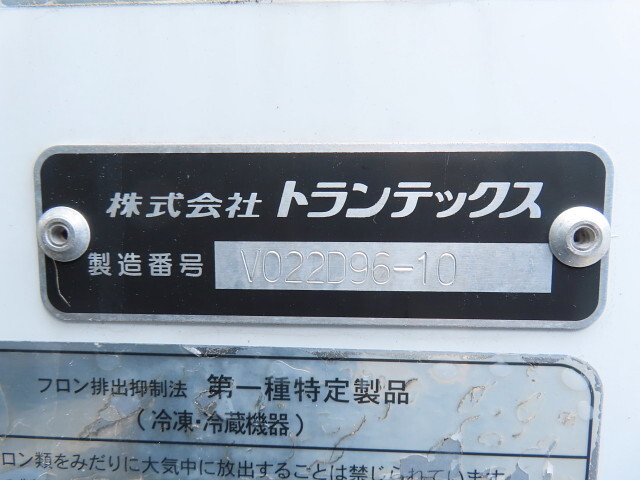 株式会社 トランテックス
製造番号 V022D96-10
フロン排出抑制法 第一種特定製品
(冷凍・冷蔵機器)
ロン類をみだりに大気中に放出することは禁じられています